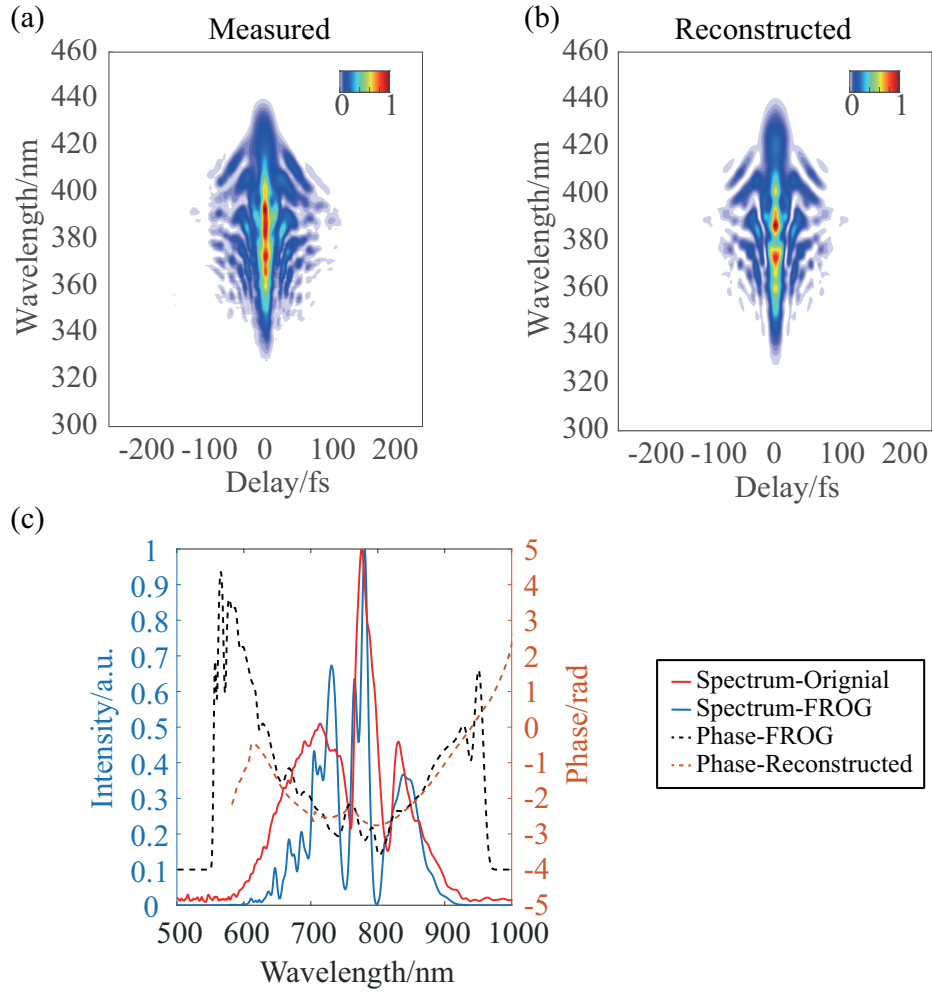 (a)
Measured
Wavelength/nm
460
440
420
400
380
360
340
320
300
0 1
-200 -100 0 100 200
Delay/fs
(b)
Reconstructed
Wavelength/nm
460
440
420
400
380
360
340
320
300
0 1
-200 -100 0 100 200
Delay/fs
(c)
Intensity/a.u.
1
0.9
0.8
0.7
0.6
0.5
0.4
0.3
0.2
0.1
0
5
4
3
2
1
0
-1
-2
-3
-4
-5
Phase/rad
500 600 700 800 900 1000
Wavelength/nm
Spectrum-Orignial
Spectrum-FROG
Phase-FROG
Phase-Reconstructed